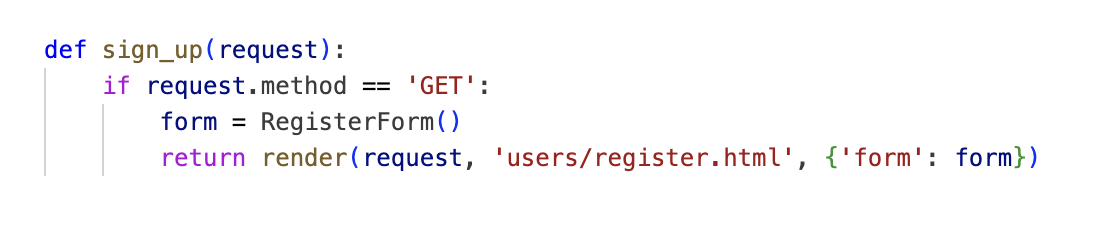 def sign_up(request):
    if request.method == 'GET':
        form = RegisterForm()
        return render(request, 'users/register.html', {'form': form})